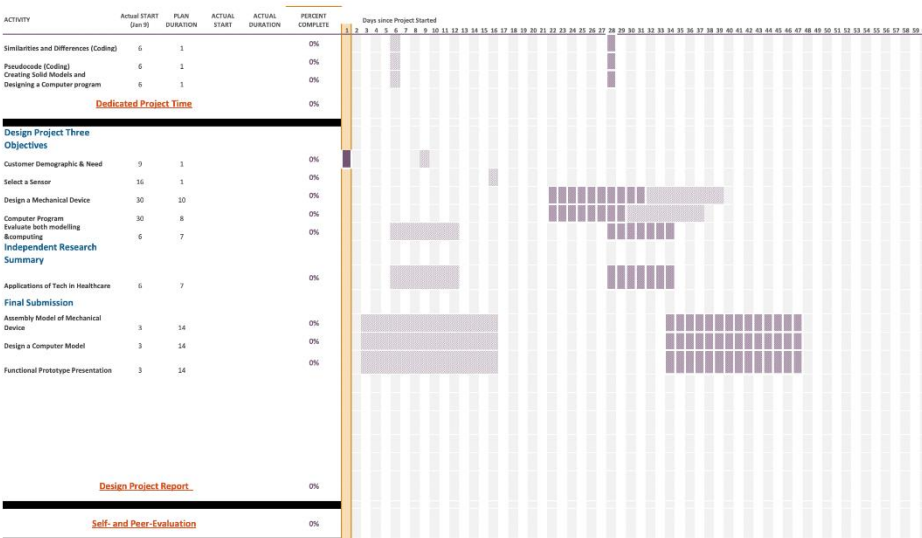 ACTIVITY Actual START (Jan 9) PLAN DURATION ACTUAL START ACTUAL DURATION PERCENT COMPLETE Days since Project Started
1 2 3 4 5 6 7 8 9 10 11 12 13 14 15 16 17 18 19 20 21 22 23 24 25 26 27 28 29 30 31 32 33 34 35 36 37 38 39 40 41 42 43 44 45 46 47 48 49 50 51 52 53 54 55 56 57 58 59
Similarities and Differences (Coding) 6 1 0%
Pseudocode (Coding) 6 1 0%
Creating Solid Models and
Designing a Computer program 6 1 0%
Dedicated Project Time 0%
Design Project Three
Objectives
Customer Demographic & Need 9 1 0%
Select a Sensor 16 1 0%
Design a Mechanical Device 30 10 0%
Computer Program 30 8 0%
Evaluate both modelling
&computing 6 7 0%
Independent Research
Summary
Applications of Tech in Healthcare 6 7 0%
Final Submission
Assembly Model of Mechanical
Device 3 14 0%
Design a Computer Model 3 14 0%
Functional Prototype Presentation 3 14 0%
Design Project Report 0%
Self- and Peer-Evaluation 0%